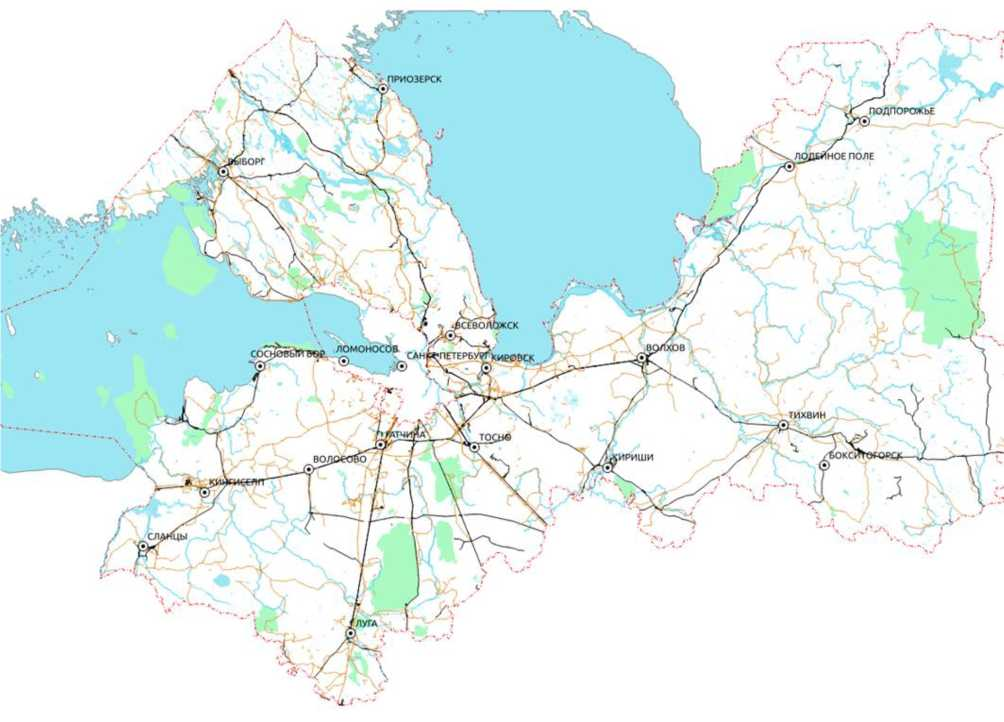 ПРИОЗЕРСК
ПОДПОРОЖЬЕ
ЛОДЕЙНОЕ ПОЛЕ
ВЫБОРГ
ВСЕВОЛОЖСК
ЛОМОНОСОВ
СОСНОВЫЙ БОР
САНКТ-ПЕТЕРБУРГ
КИРОВСК
ВОЛХОВ
ТИХВИН
ГАТЧИНА
ТОСНО
ВОЛОСОВО
КИРИШИ
БОКСИТОГОРСК
КИНГИСЕПП
СЛАНЦЫ
ЛУГА